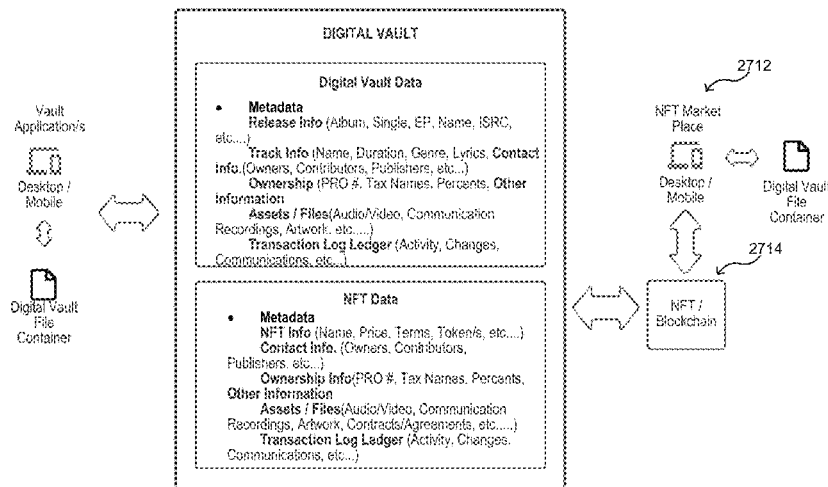 DIGITAL VAULT
Digital Vault Data
• Metadata
Release Info (Album, Single, EP, Name, ISRC,
etc....)
Track Info (Name, Duration, Genre, Lyrics, Contact
Info.(Owners, Contributors, Publishers, etc...)
Ownership (PRO #, Tax Names, Percents, Other
Information
Assets / Files(Audio/Video, Communication
Recordings, Artwork, etc.....)
Transaction Log Ledger (Activity, Changes,
Communications, etc...)
NFT Data
• Metadata
NFT Info (Name, Price, Terms, Token/s, etc....)
Contact Info. (Owners, Contributors,
Publishers, etc...)
Ownership Info(PRO #, Tax Names, Percents,
Other Information
Assets / Files(Audio/Video, Communication
Recordings, Artwork, Contracts/Agreements, etc.....)
Transaction Log Ledger (Activity, Changes,
Communications, etc...)
Vault
Application/s
Desktop /
Mobile
Digital Vault
File
Container
2712
NFT Market
Place
Desktop /
Mobile
Digital Vault
File
Container
2714
NFT /
Blockchain